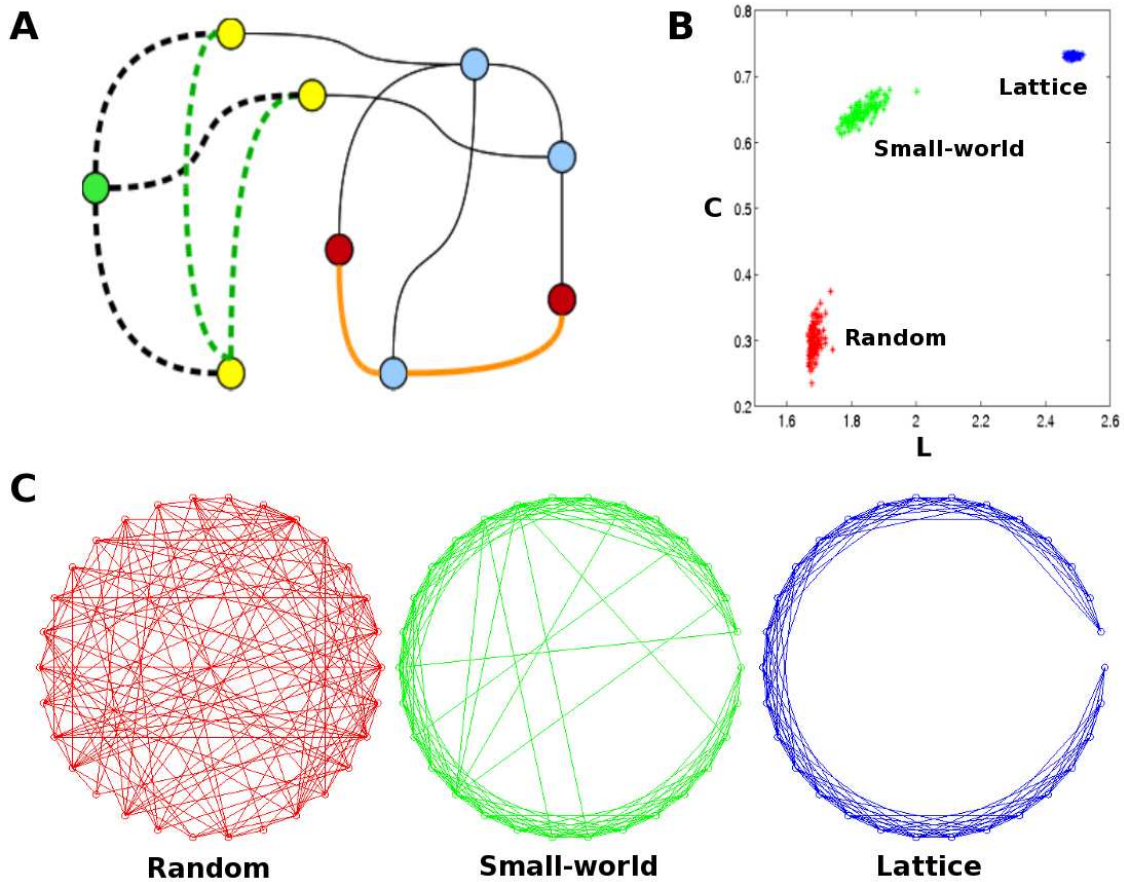 A
B
0.8
0.7
0.6
0.5
0.4
0.3
0.2
C
Lattice
Small-world
Random
1.6
1.8
2
2.2
2.4
2.6
L
C
Random
Small-world
Lattice